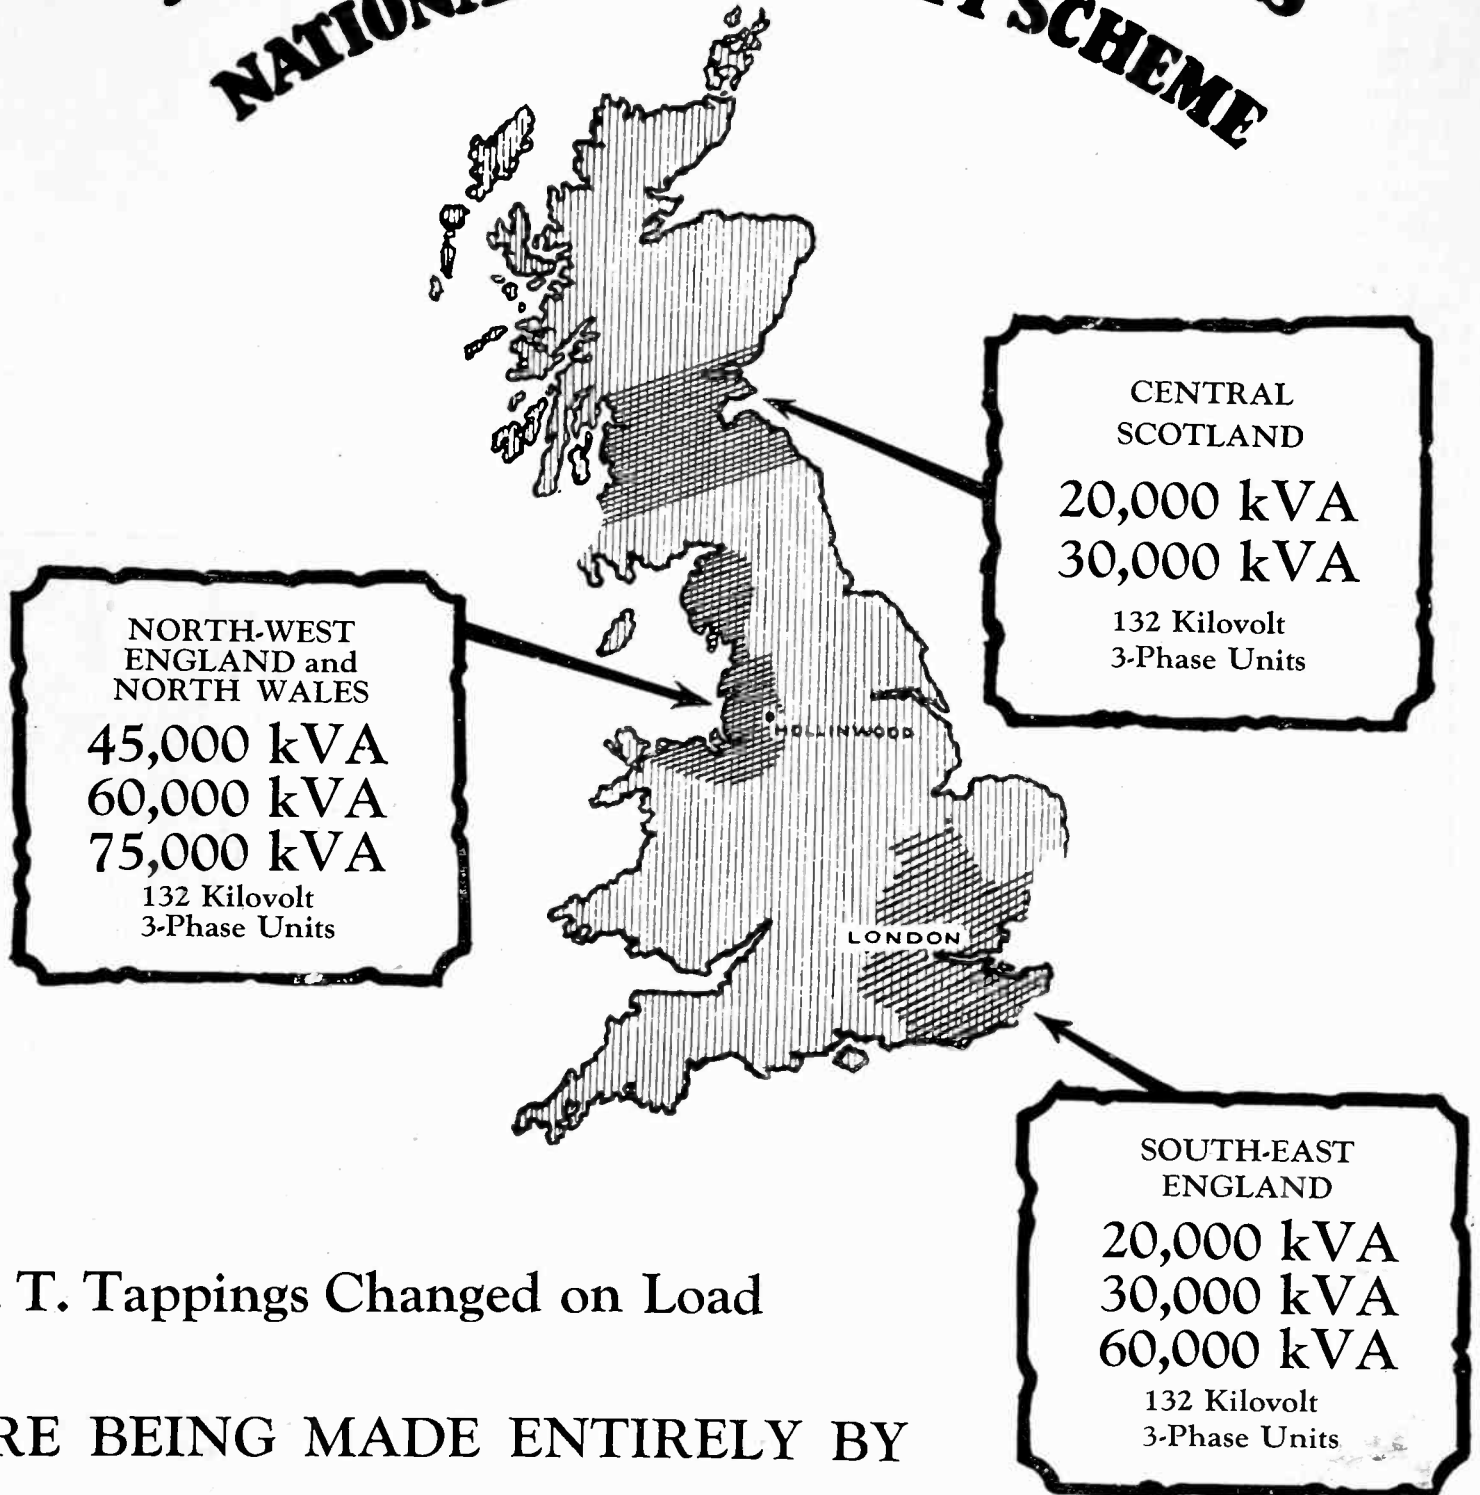 NATIONAL
SCHEME
CENTRAL
SCOTLAND
20,000 kVA
30,000 kVA
132 Kilovolt
3-Phase Units
NORTH-WEST
ENGLAND and
NORTH WALES
45,000 kVA
60,000 kVA
75,000 kVA
132 Kilovolt
3-Phase Units
HOLLINWOOD
LONDON
SOUTH-EAST
ENGLAND
20,000 kVA
30,000 kVA
60,000 kVA
132 Kilovolt
3-Phase Units
. T. Tappings Changed on Load
RE BEING MADE ENTIRELY BY